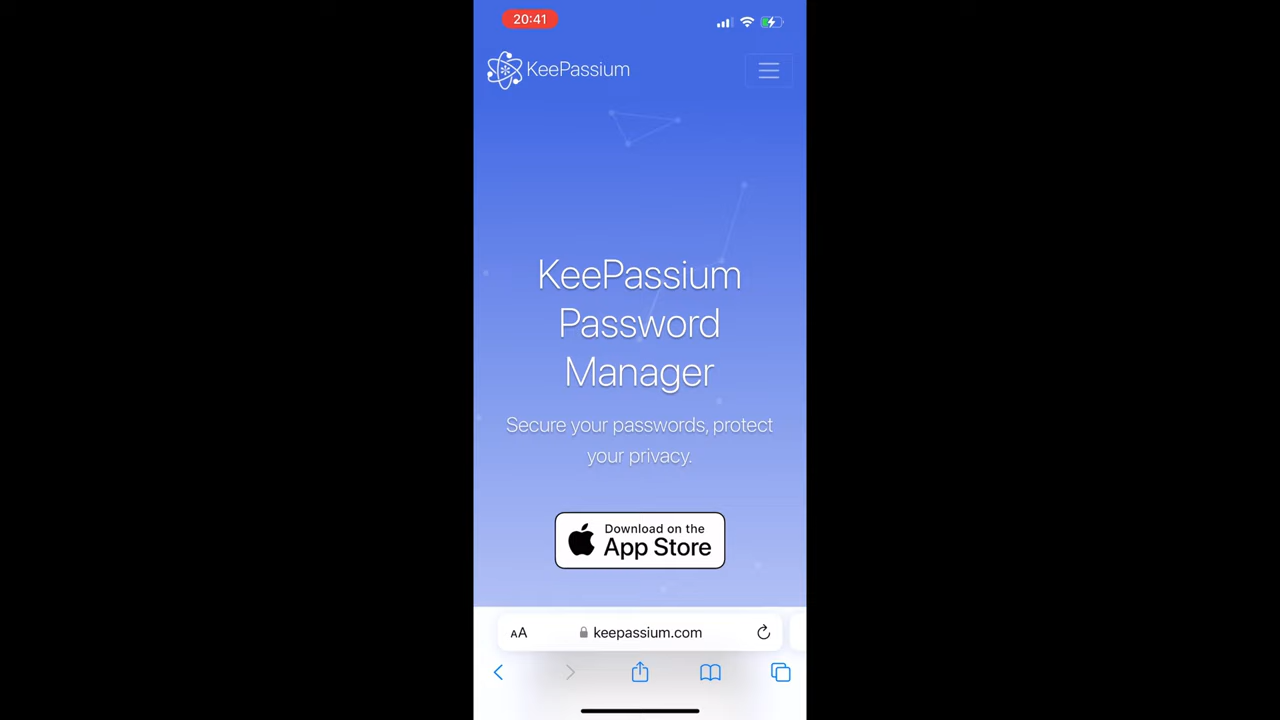 20:41
KeePassium
KeePassium
Password
Manager
Secure your passwords, protect
your privacy.
Download on the
App Store
AA
keepassium.com